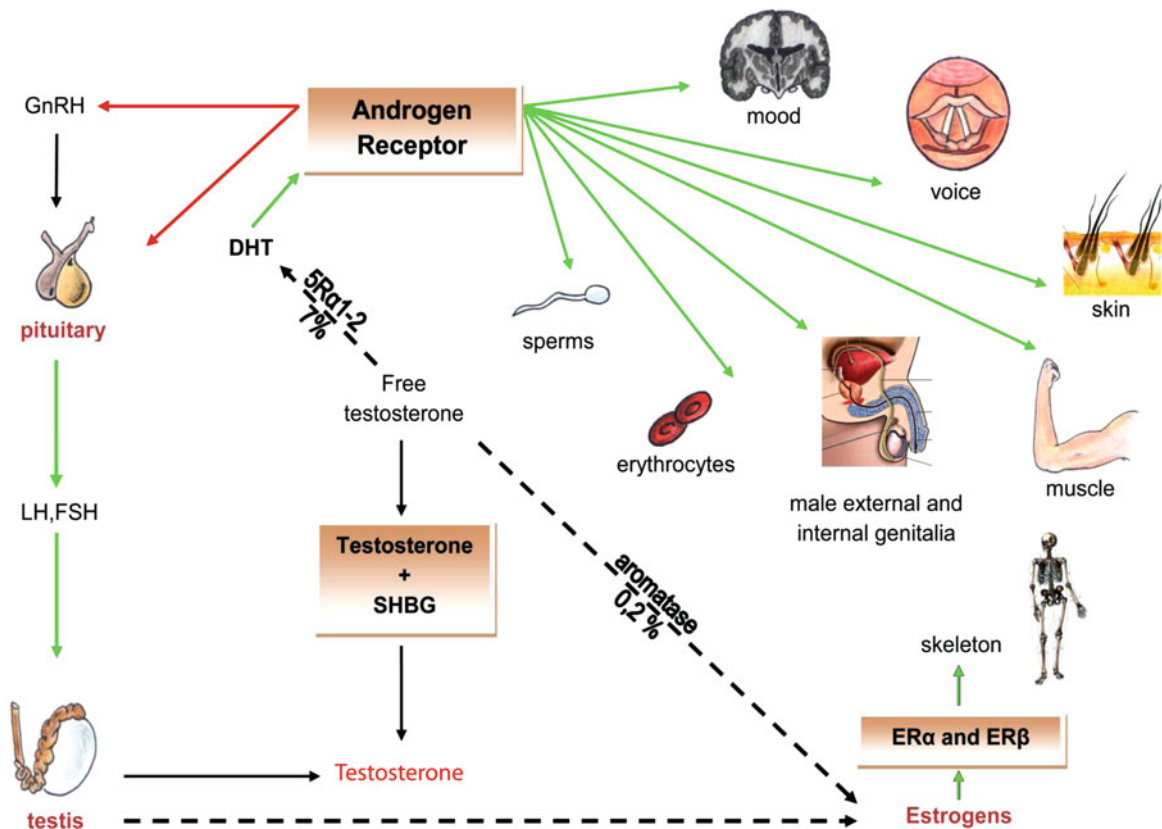 GnRH
Androgen
Receptor
mood
voice
skin
DHT
5Rα1-2
7%
pituitary
sperms
Free
testosterone
erythrocytes
muscle
male external and
internal genitalia
LH,FSH
Testosterone
+
SHBG
aromatase
0,2 %
skeleton
ERα and ERβ
Testosterone
testis
Estrogens